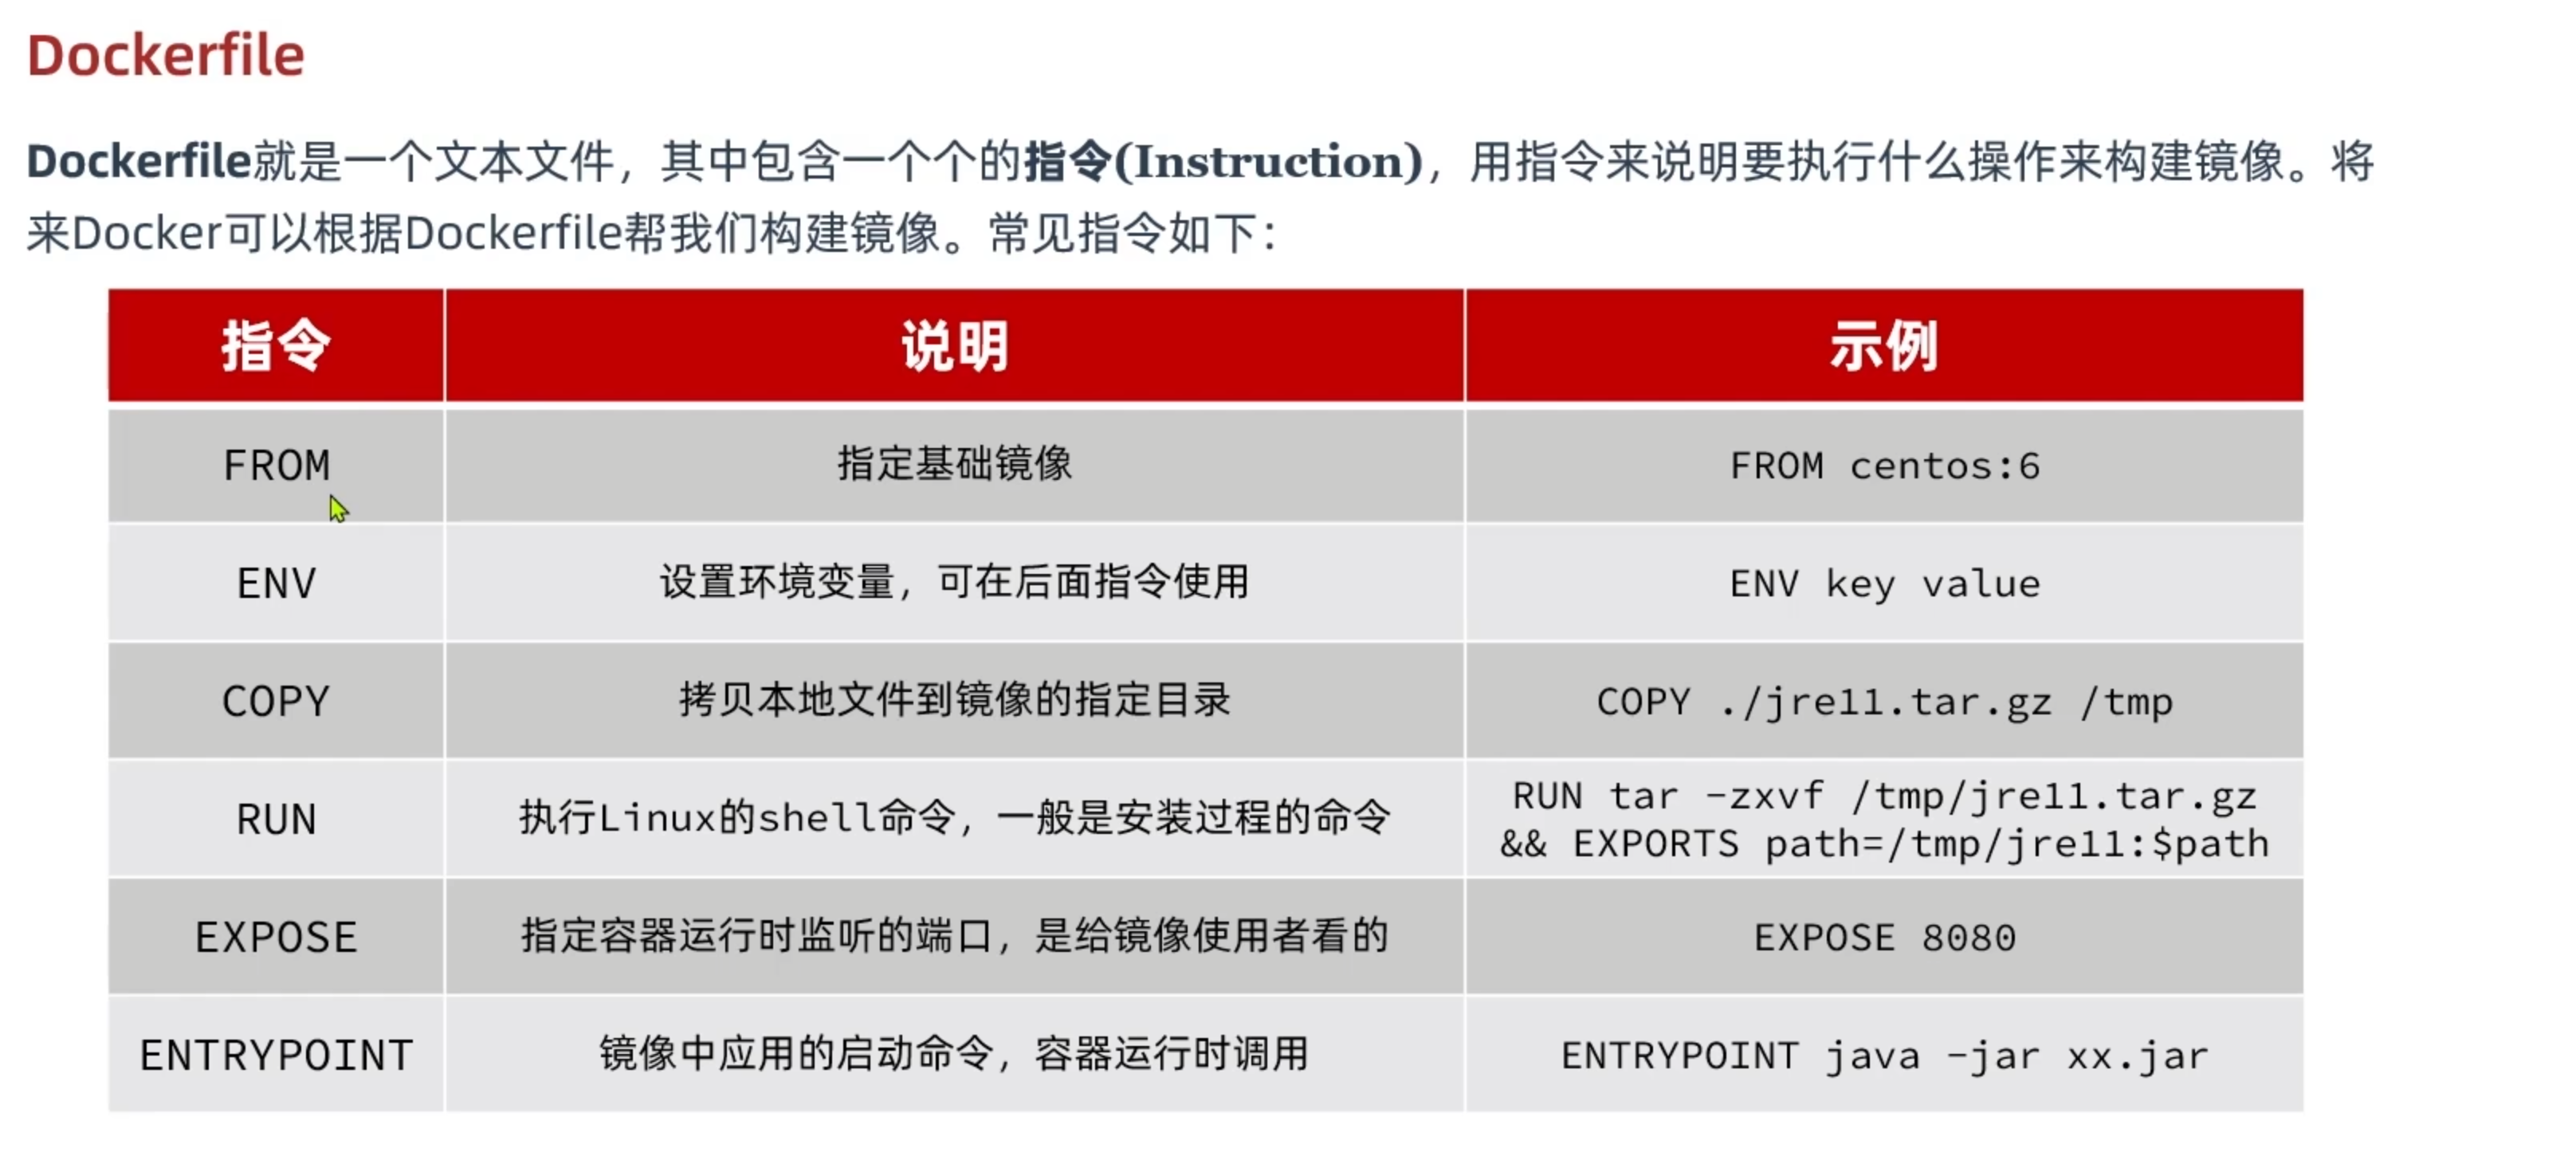 Dockerfile
Dockerfile就是一个文本文件，其中包含一个个的指令(Instruction)，用指令来说明要执行什么操作来构建镜像。将
来Docker可以根据Dockerfile帮我们构建镜像。常见指令如下：
指令 说明 示例
FROM 指定基础镜像 FROM centos:6
ENV 设置环境变量，可在后面指令使用 ENV key value
COPY 拷贝本地文件到镜像的指定目录 COPY ./jre11.tar.gz /tmp
RUN 执行Linux的shell命令，一般是安装过程的命令 RUN tar -zxvf /tmp/jre11.tar.gz
&& EXPORTS path=/tmp/jre11:$path
EXPOSE 指定容器运行时监听的端口，是给镜像使用者看的 EXPOSE 8080
ENTRYPOINT 镜像中应用的启动命令，容器运行时调用 ENTRYPOINT java -jar xx.jar